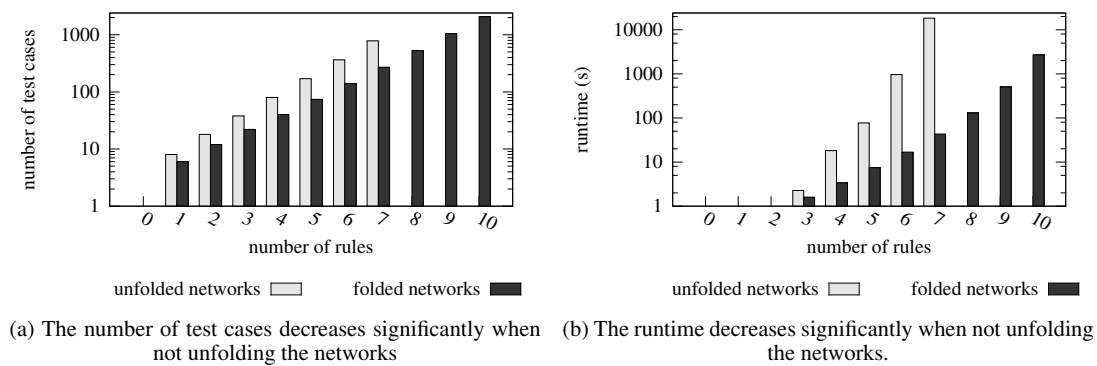 number of test cases
1000
100
10
1
0 1 2 3 4 5 6 7 8 9 10
number of rules
unfolded networks
folded networks
(a) The number of test cases decreases significantly when
not unfolding the networks
runtime (s)
10000
1000
100
10
1
0 1 2 3 4 5 6 7 8 9 10
number of rules
unfolded networks
folded networks
(b) The runtime decreases significantly when not unfolding
the networks.